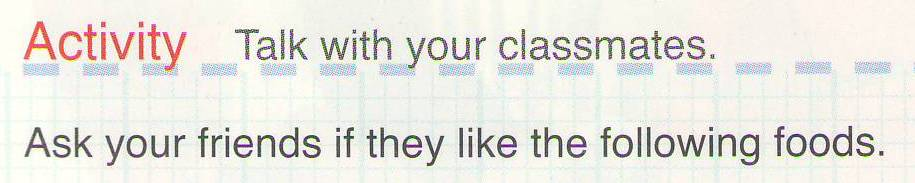 Activity Talk with your classmates.
Ask your friends if they like the following foods.